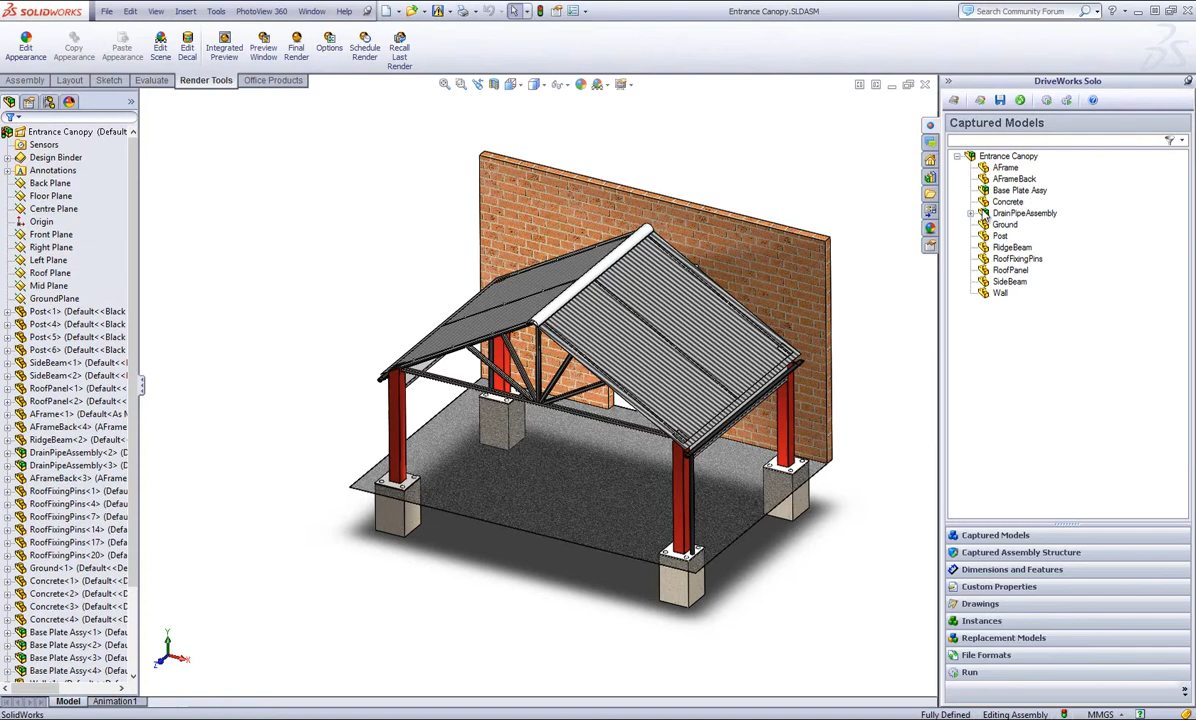 SOLIDWORKS
File Edit View Insert Tools PhotoView 360 Window Help
Entrance Canopy.SLDASM
Search Community Forum
Edit Appearance
Copy Appearance
Paste Appearance
Edit Scene
Edit Decal
Integrated Preview
Preview Window
Final Render
Options
Schedule Render
Recall Last Render
Assembly Layout Sketch Evaluate Render Tools Office Products
Entrance Canopy (Default
Sensors
Design Binder
Annotations
Back Plane
Floor Plane
Centre Plane
Origin
Front Plane
Right Plane
Left Plane
Roof Plane
Mid Plane
GroundPlane
Post<1> (Default<<Black
Post<4> (Default<<Black
Post<5> (Default<<Black
Post<6> (Default<<Black
SideBeam<1> (Default<<D
SideBeam<2> (Default<<D
RoofPanel<1> (Default<<
RoofPanel<2> (Default<<
AFrame<1> (Default<As M
AFrameBack<4> (Default<
RidgeBeam<2> (Default<<
DrainPipeAssembly<2> (D
DrainPipeAssembly<3> (D
AFrameBack<3> (Default<
RoofFixingPins<1> (Defau
RoofFixingPins<4> (Defau
RoofFixingPins<7> (Defau
RoofFixingPins<14> (Defa
RoofFixingPins<17> (Defa
RoofFixingPins<20> (Defa
Ground<1> (Default<<De
Concrete<1> (Default<<D
Concrete<2> (Default<<D
Concrete<3> (Default<<D
Concrete<4> (Default<<D
Base Plate Assy<1> (Defau
Base Plate Assy<2> (Defau
Base Plate Assy<3> (Defau
Base Plate Assy<4> (Defau
Y
X
Z
Model Animation1
SolidWorks
Fully Defined Editing Assembly MMGS
DriveWorks Solo
Captured Models
Entrance Canopy
AFrame
AFrameBack
Base Plate Assy
Concrete
DrainPipeAssembly
Ground
Post
RidgeBeam
RoofFixingPins
RoofPanel
SideBeam
Wall
Captured Models
Captured Assembly Structure
Dimensions and Features
Custom Properties
Drawings
Instances
Replacement Models
File Formats
Run